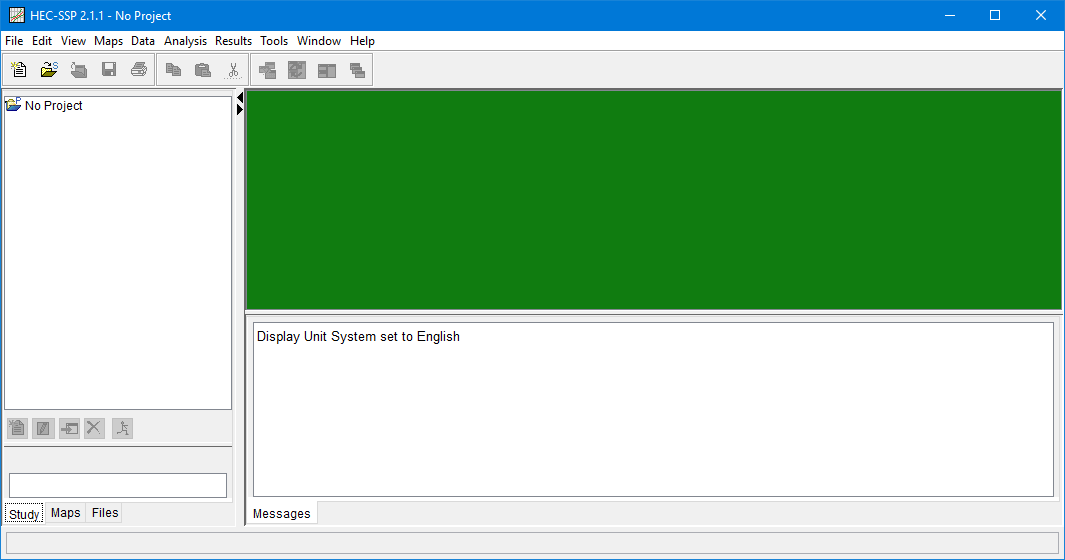 HEC-SSP 2.1.1 - No Project
File Edit View Maps Data Analysis Results Tools Window Help
No Project
Display Unit System set to English
Study Maps Files
Messages